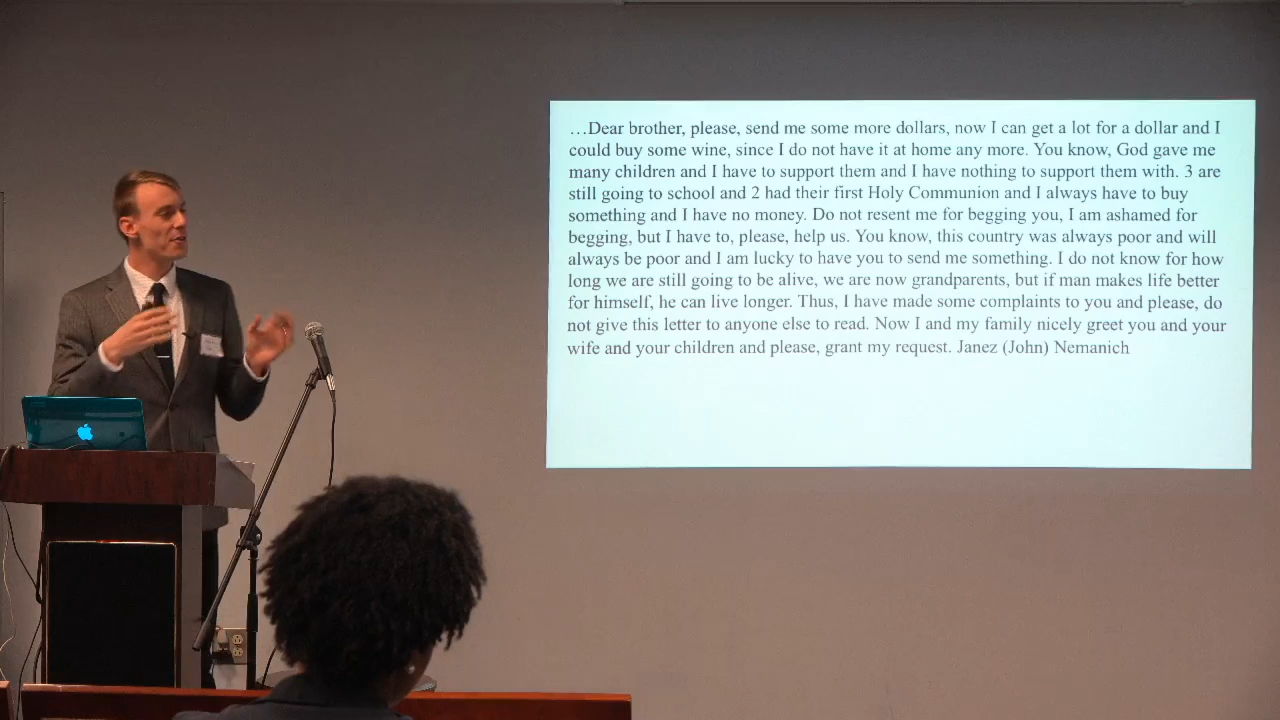 ...Dear brother, please, send me some more dollars, now I can get a lot for a dollar and I
could buy some wine, since I do not have it at home any more. You know, God gave me
many children and I have to support them and I have nothing to support them with. 3 are
still going to school and 2 had their first Holy Communion and I always have to buy
something and I have no money. Do not resent me for begging you, I am ashamed for
begging, but I have to, please, help us. You know, this country was always poor and will
always be poor and I am lucky to have you to send me something. I do not know for how
long we are still going to be alive, we are now grandparents, but if man makes life better
for himself, he can live longer. Thus, I have made some complaints to you and please, do
not give this letter to anyone else to read. Now I and my family nicely greet you and your
wife and your children and please, grant my request. Janez (John) Nemanich